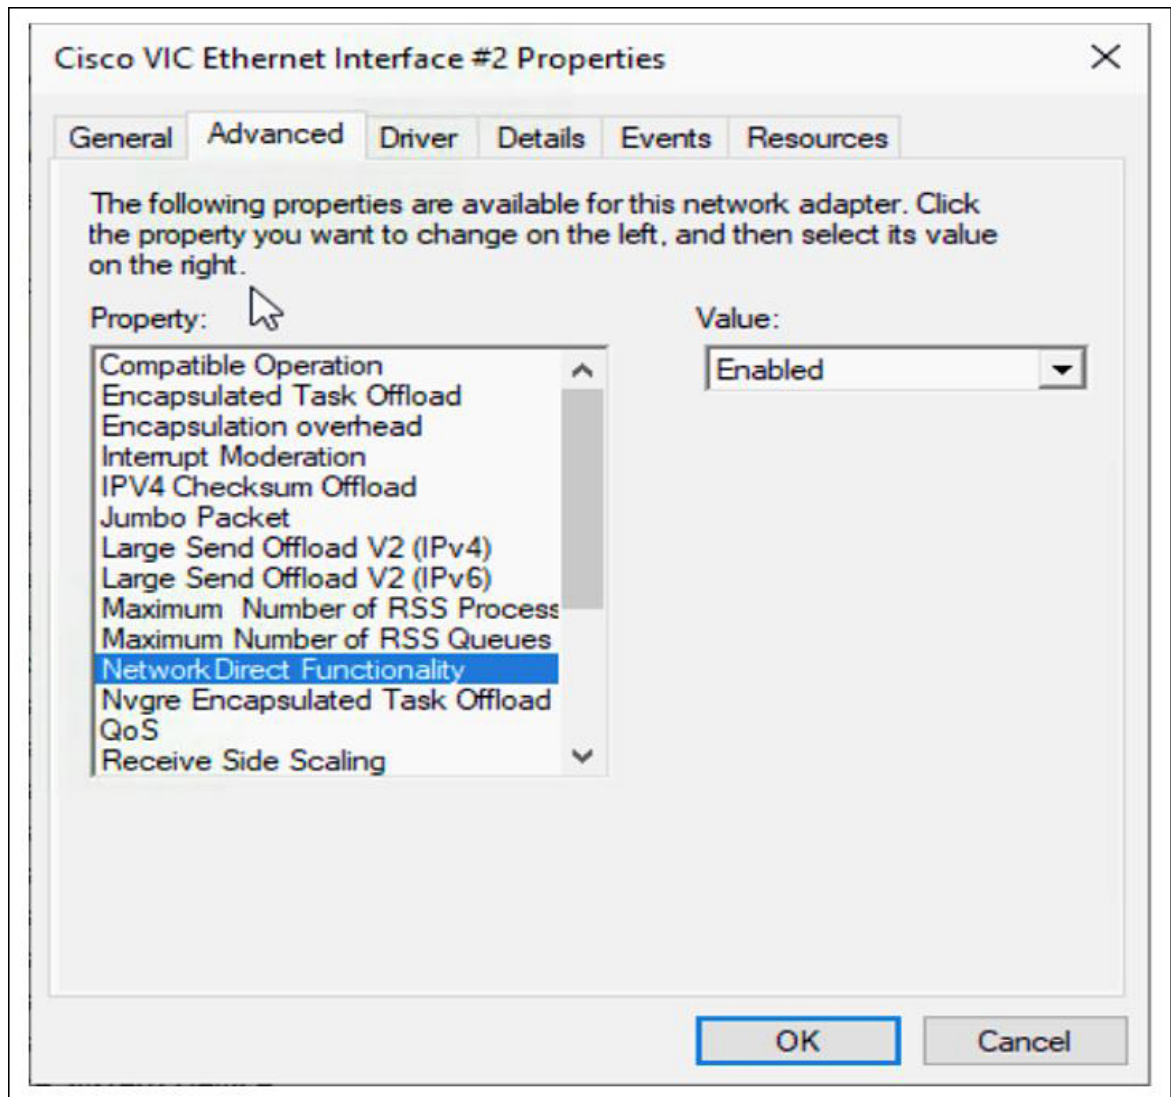 Cisco VIC Ethernet Interface #2 Properties
General Advanced Driver Details Events Resources
The following properties are available for this network adapter. Click
the property you want to change on the left, and then select its value
on the right.
Property: Value:
Compatible Operation Enabled
Encapsulated Task Offload
Encapsulation overhead
Interrupt Moderation
IPV4 Checksum Offload
Jumbo Packet
Large Send Offload V2 (IPv4)
Large Send Offload V2 (IPv6)
Maximum Number of RSS Process
Maximum Number of RSS Queues
NetworkDirect Functionality
Nvgre Encapsulated Task Offload
QoS
Receive Side Scaling
OK Cancel